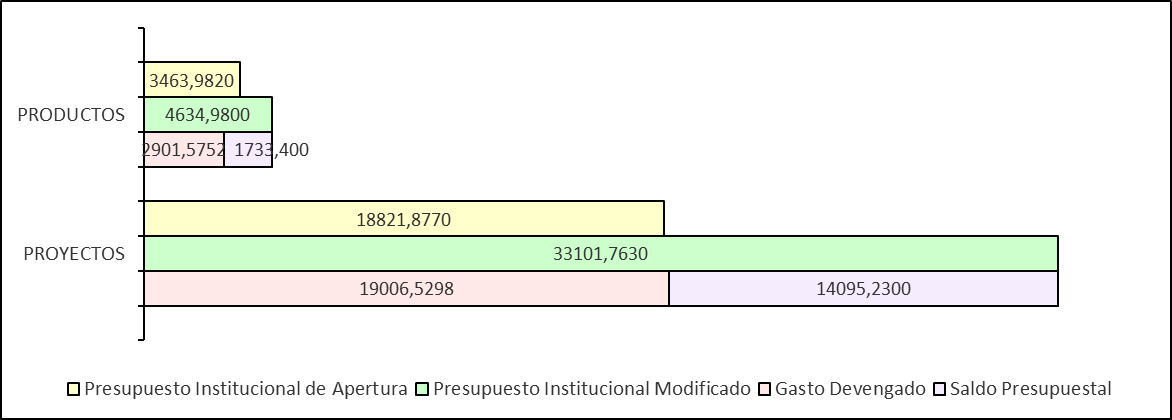 3463,9820
PRODUCTOS 4634,9800
2901,5752 1733,400
18821,8770
PROYECTOS 33101,7630
19006,5298 14095,2300
Presupuesto Institucional de Apertura Presupuesto Institucional Modificado Gasto Devengado Saldo Presupuestal